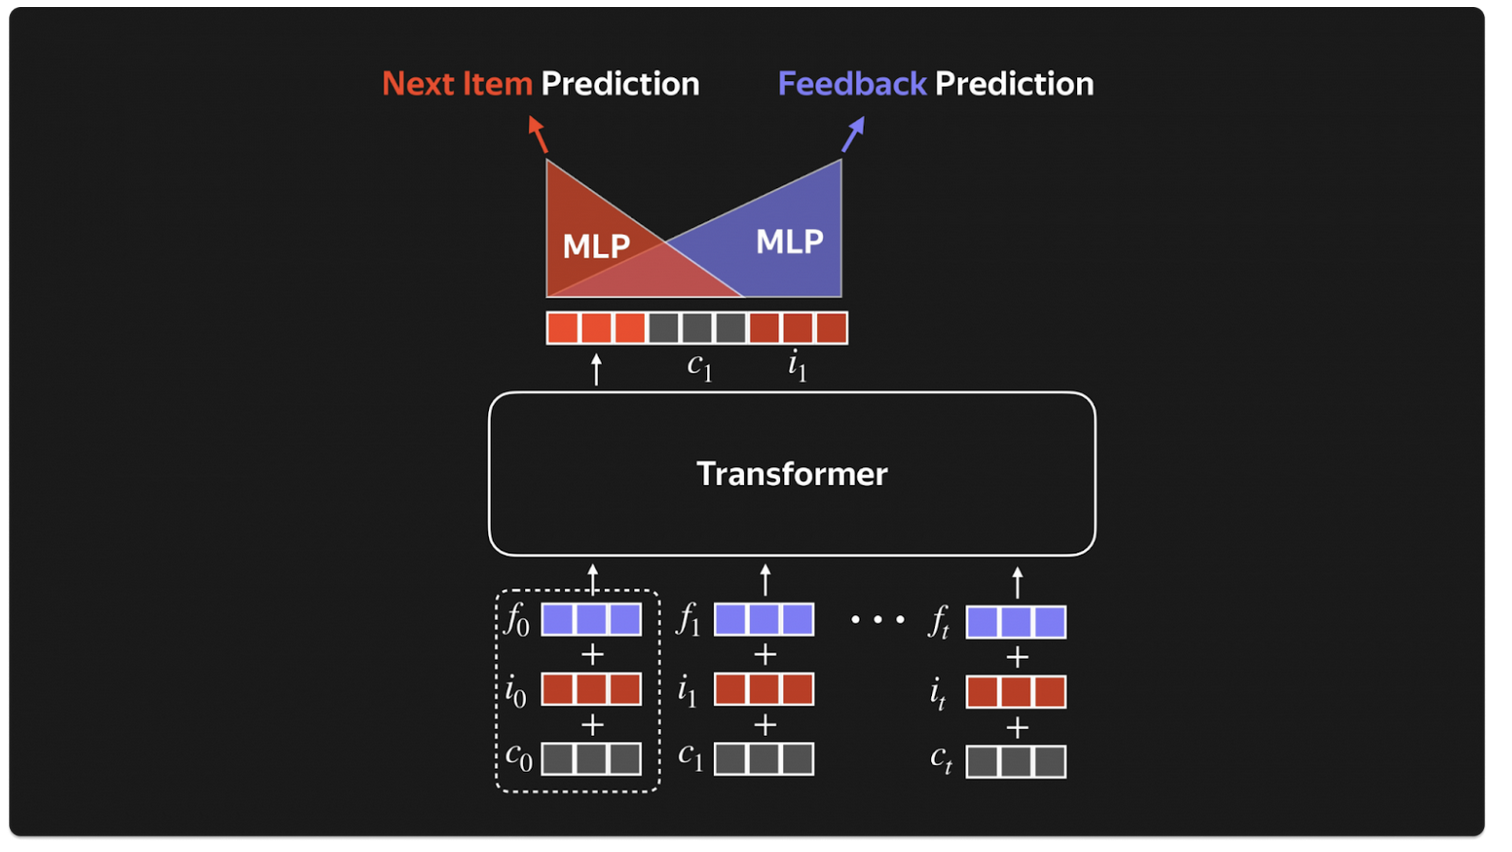 Next Item Prediction
Feedback Prediction
MLP
MLP
c₁
i₁
Transformer
f₀
f₁
• • •
fₜ
+
+
+
i₀
i₁
iₜ
+
+
+
c₀
c₁
cₜ